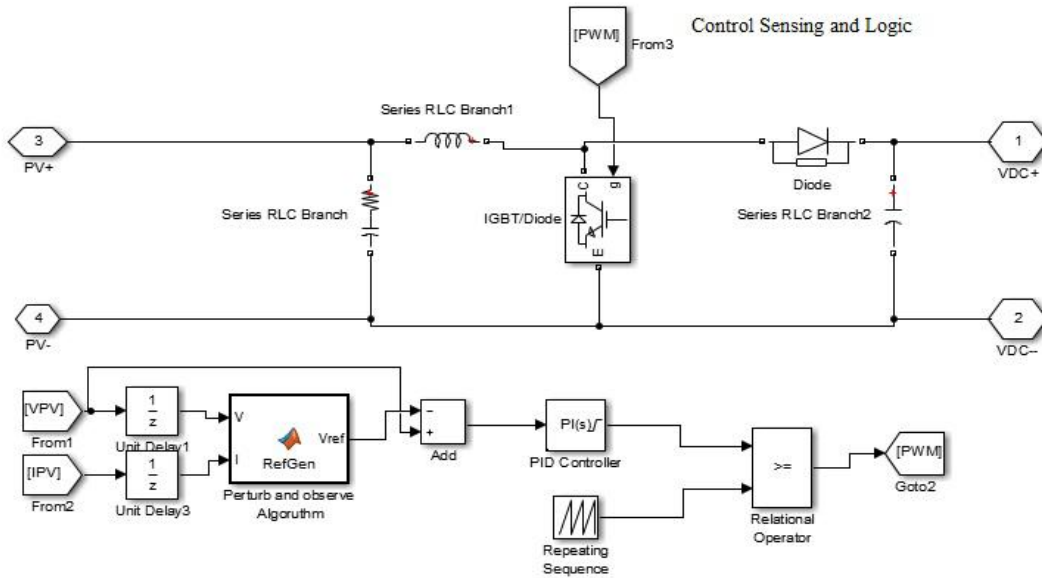 Control Sensing and Logic
[PWM]
From3
Series RLC Branch1
3
PV+
1
VDC+
Diode
g
C
IGBT/Diode
E
Series RLC Branch
Series RLC Branch2
4
PV-
2
VDC--
[VPV]
From1
1
z
Unit Delay1
V
I
Vref
RefGen
Perturb and observe
Algoruthm
[IPV]
From2
1
z
Unit Delay3
−
+
Add
PI(s)
PID Controller
>=
Relational
Operator
[PWM]
Goto2
Repeating
Sequence